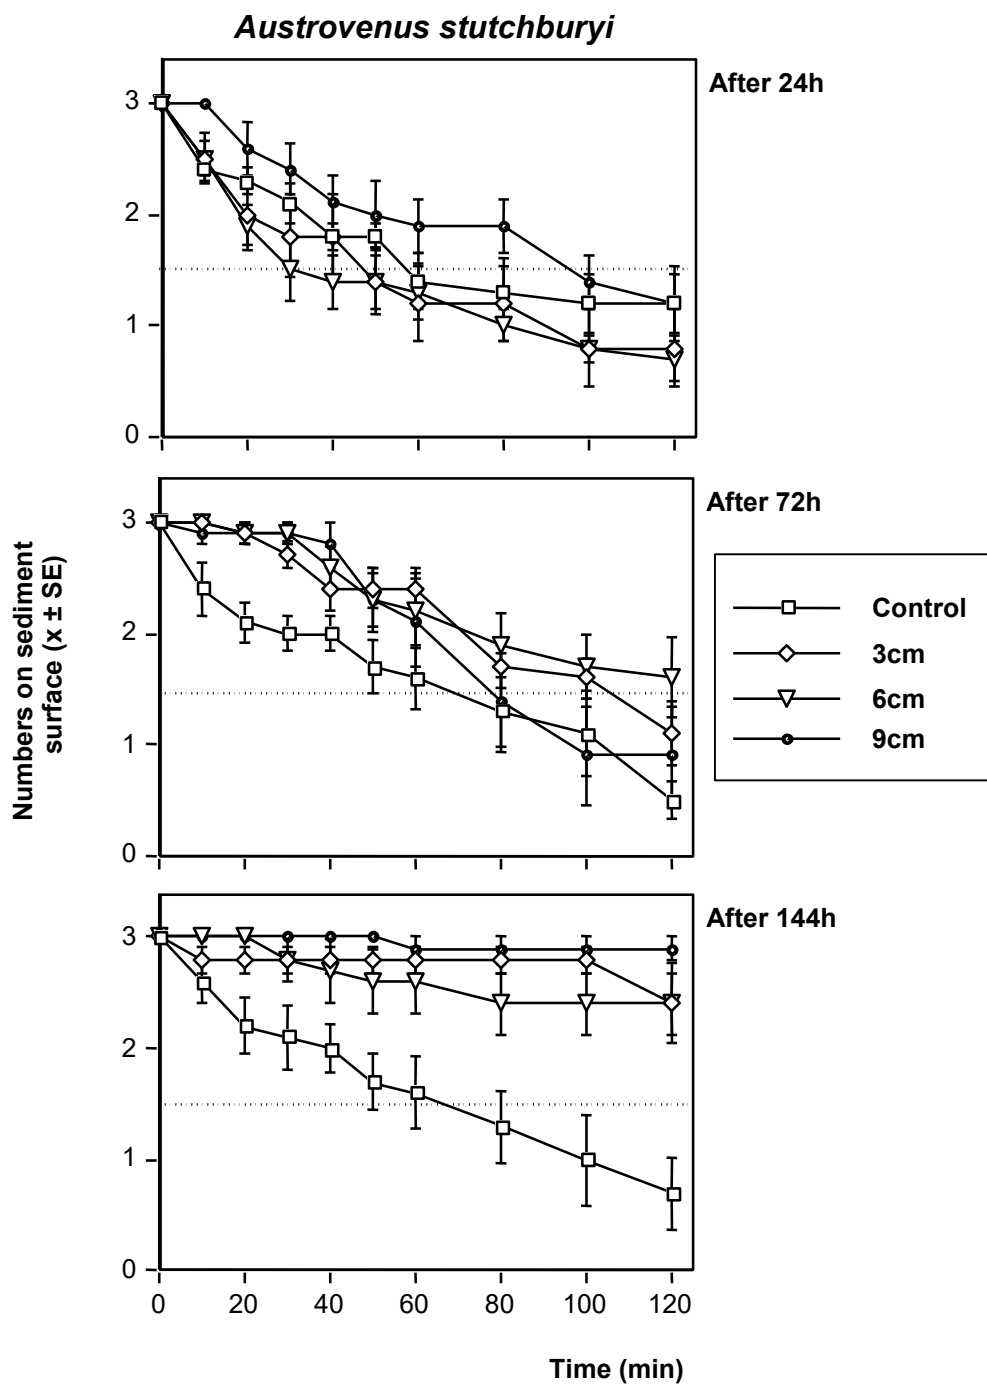 Austrovenus stutchburyi
After 24h
3
2
1
0
After 72h
3
2
1
0
Numbers on sediment
surface (x ± SE)
Control
3cm
6cm
9cm
After 144h
3
2
1
0
0 20 40 60 80 100 120
Time (min)